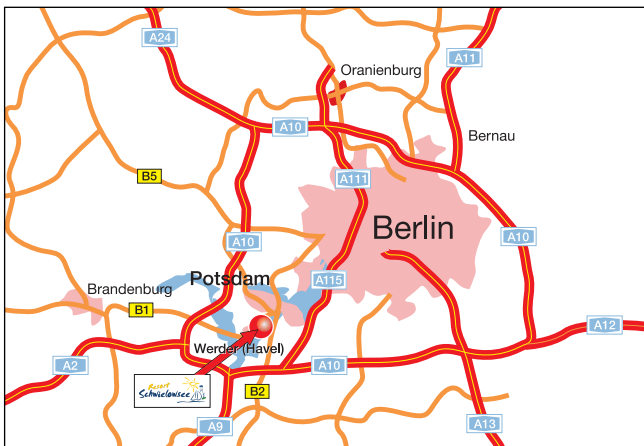 A24
A11
Oranienburg
A10
Bernau
B5
A111
Berlin
A10
A10
Potsdam
A115
Brandenburg
B1
A12
Werder (Havel)
A2
A10
Resort
Schwielowsee
B2
A9
A13